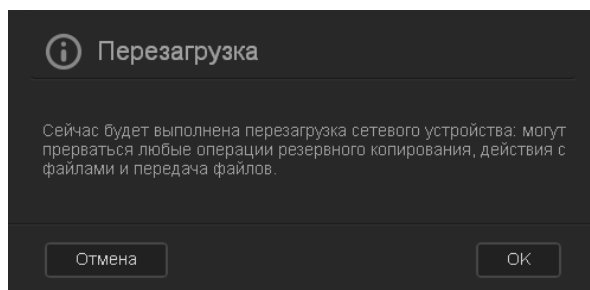 Перезагрузка
Сейчас будет выполнена перезагрузка сетевого устройства: могут
прерваться любые операции резервного копирования, действия с
файлами и передача файлов.
Отмена
OK